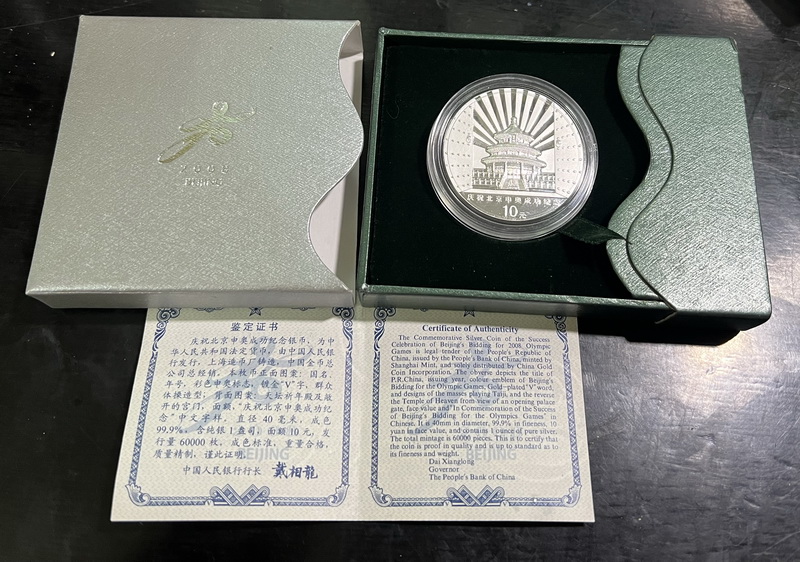 2008
庆祝北京申奥成功纪念
10元
鉴定证书
庆祝北京申奥成功纪念银币，为中
华人民共和国法定货币，由中国人民银
行发行，上海造币厂铸造，中国金币总
公司总经销。本枚币正面图案：国名、
年号，彩色申奥标志，镀金“V”字，群众
体操造型；背面图案：天坛祈年殿及敞
开的宫门，面额，“庆祝北京申奥成功纪
念”中文字样，直径40毫米，成色
99.9%，含纯银1盎司，面额10元，发
行量60000枚，成色标准，重量合格，
质量精制，谨此证明。
中国人民银行行长 戴相龍
BEIJING
Certificate of Authenticity
The Commemorative Silver Coin of the Success
Celebration of Beijing's Bidding for 2008, Olympic
Games is legal tender of the People's Republic of
China, issued by the People's Bank of China, minted by
Shanghai Mint, and solely distributed by China Gold
Coin Incorporation. The obverse depicts the title of
P.R.China, issuing year, colour emblem of Beijing's
Bidding for the Olympic Games, Gold-plated "V" word,
and designs of the masses playing Taiji, and the reverse
the Temple of Heaven from view of an opening palace
gate, face value and "In Commemoration of the Success
of Beijing's Bidding for the Olympics Games" in
Chinese. It is 40mm in diameter, 99.9% in fineness, 10
yuan in face value, and contains 1 ounce of pure silver.
The total mintage is 60000 pieces. This is to certify that
the coin is proof in quality and is up to standard as to
its fineness and weight.
Dai Xianglong
Governor
The People's Bank of China
BEIJING